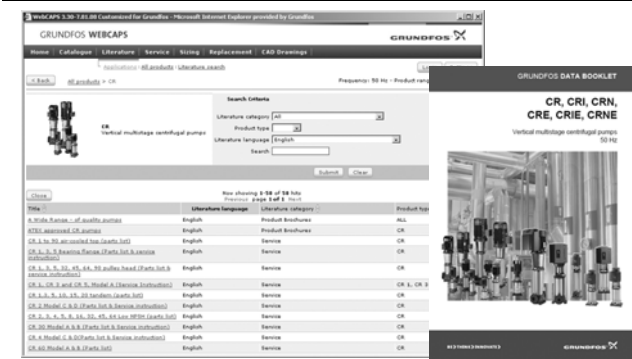 WebCAPS 3.30-7.01.08 Customized for Grundfos - Microsoft Internet Explorer provided by Grundfos
GRUNDFOS WEBCAPS
GRUNDFOS
Home | Catalogue | Literature | Service | Sizing | Replacement | CAD Drawings
Applications · All products · Literature search
< Back
All products > CR
Frequency: 50 Hz - Product range
CR
Vertical multistage centrifugal pumps
Search Criteria
Literature category All
Product type
Literature language English
Search
Submit Clear
Close
Now showing 1-58 of 58 hits
Previous page 1 of 1 Next
Title Literature language Literature category Product type
A Wide Range - of quality pumps English Product brochures ALL
ATEX approved CR pumps English Product brochures CR
CR 1 to 90 air-cooled top (parts list) English Service CR
CR 1, 3, 5 Bearing flange (Parts list & service instruction) English Service CR
CR 1, 3, 5, 32, 45, 64, 90 pulley head (Parts list & service instruction) English Service CR
CR 1, CR 3 and CR 5, Model A (Service Instruction) English Service CR 1, CR 3
CR 1, 3, 5, 10, 15, 20 tandem (parts list) English Service CR
CR 2 Model C & D (Parts list & Service instruction) English Service CR
CR 2, 3, 4, 5, 8, 16, 32, 45, 64 Low NPSH (parts list) English Service CR
CR 30 Model A & B (Parts list & Service instruction) English Service CR
CR 4 Model C & D(Parts list & Service instruction) English Service CR
CR 60 Model A & B (Parts list) English Service CR
GRUNDFOS DATA BOOKLET
CR, CRI, CRN,
CRE, CRIE, CRNE
Vertical multistage centrifugal pumps
50 Hz
BE > THINK > INNOVATE >
GRUNDFOS